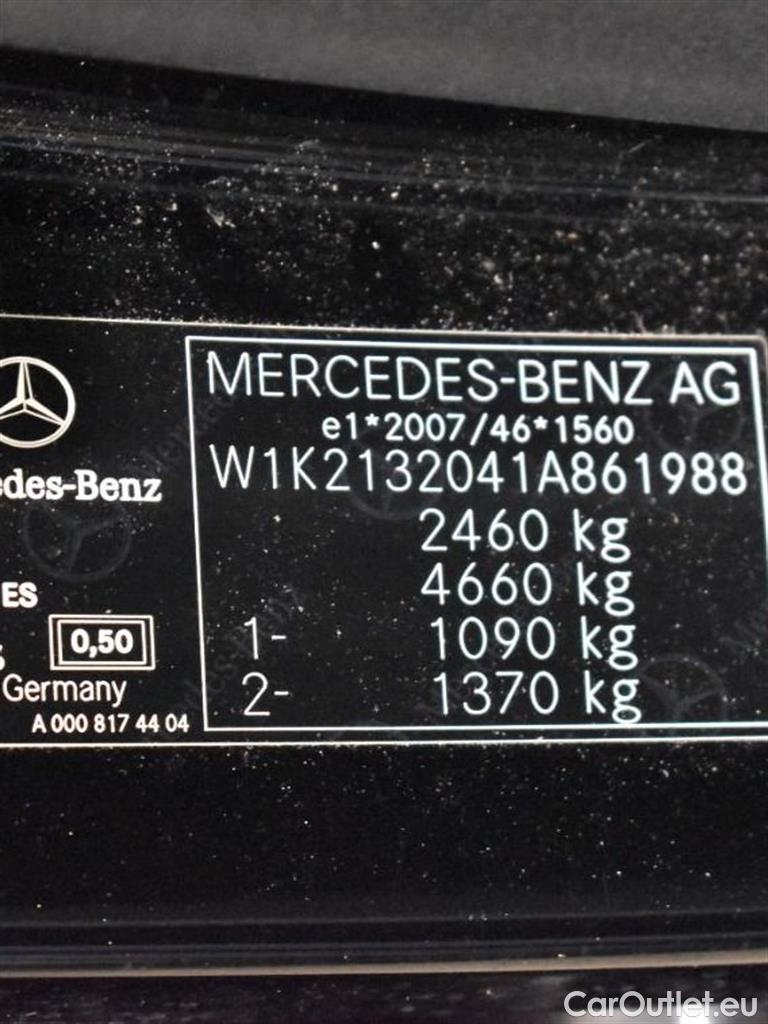 MERCEDES-BENZ AG
e1*2007/46*1560
W1K2132041A861988
2460 kg
4660 kg
1- 1090 kg
2- 1370 kg
edes-Benz
ES
0,50
Germany
A 000 817 44 04
CarOutlet.eu